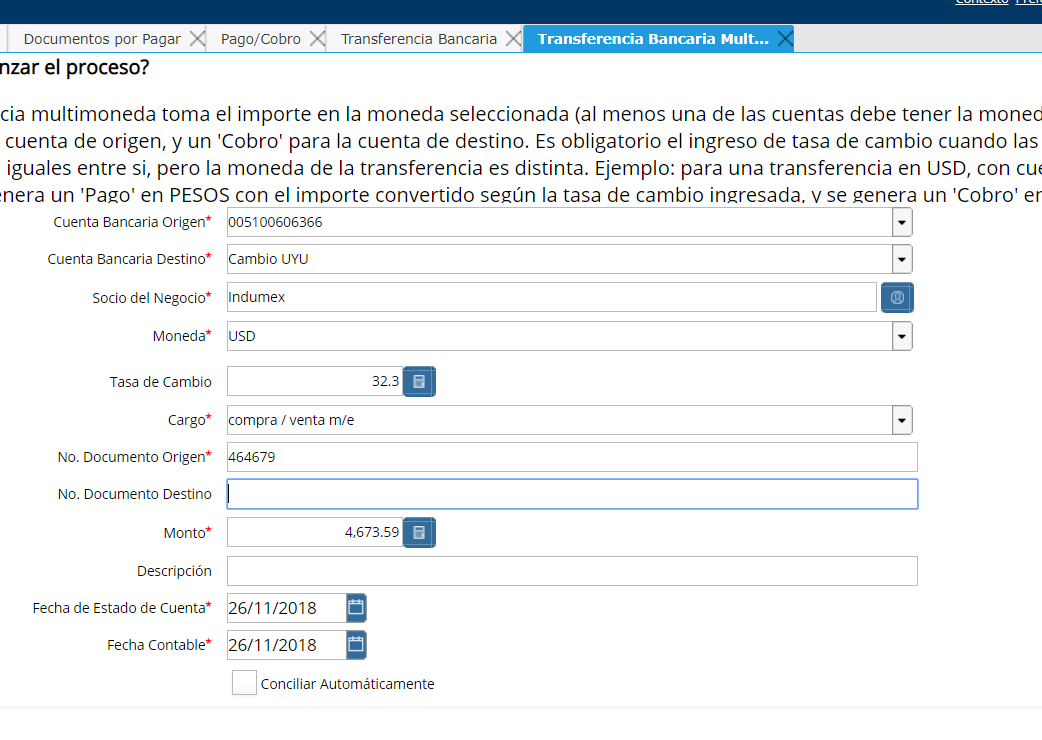 Contexto
Documentos por Pagar
Pago/Cobro
Transferencia Bancaria
Transferencia Bancaria Mult...
nzar el proceso?
cia multimoneda toma el importe en la moneda seleccionada (al menos una de las cuentas debe tener la moned
cuenta de origen, y un 'Cobro' para la cuenta de destino. Es obligatorio el ingreso de tasa de cambio cuando las
iguales entre si, pero la moneda de la transferencia es distinta. Ejemplo: para una transferencia en USD, con cue
enera un 'Pago' en PESOS con el importe convertido según la tasa de cambio ingresada, y se genera un 'Cobro' en
Cuenta Bancaria Origen* 005100606366
Cuenta Bancaria Destino* Cambio UYU
Socio del Negocio* Indumex
Moneda* USD
Tasa de Cambio 32.3
Cargo* compra / venta m/e
No. Documento Origen* 464679
No. Documento Destino
Monto* 4,673.59
Descripción
Fecha de Estado de Cuenta* 26/11/2018
Fecha Contable* 26/11/2018
Conciliar Automáticamente